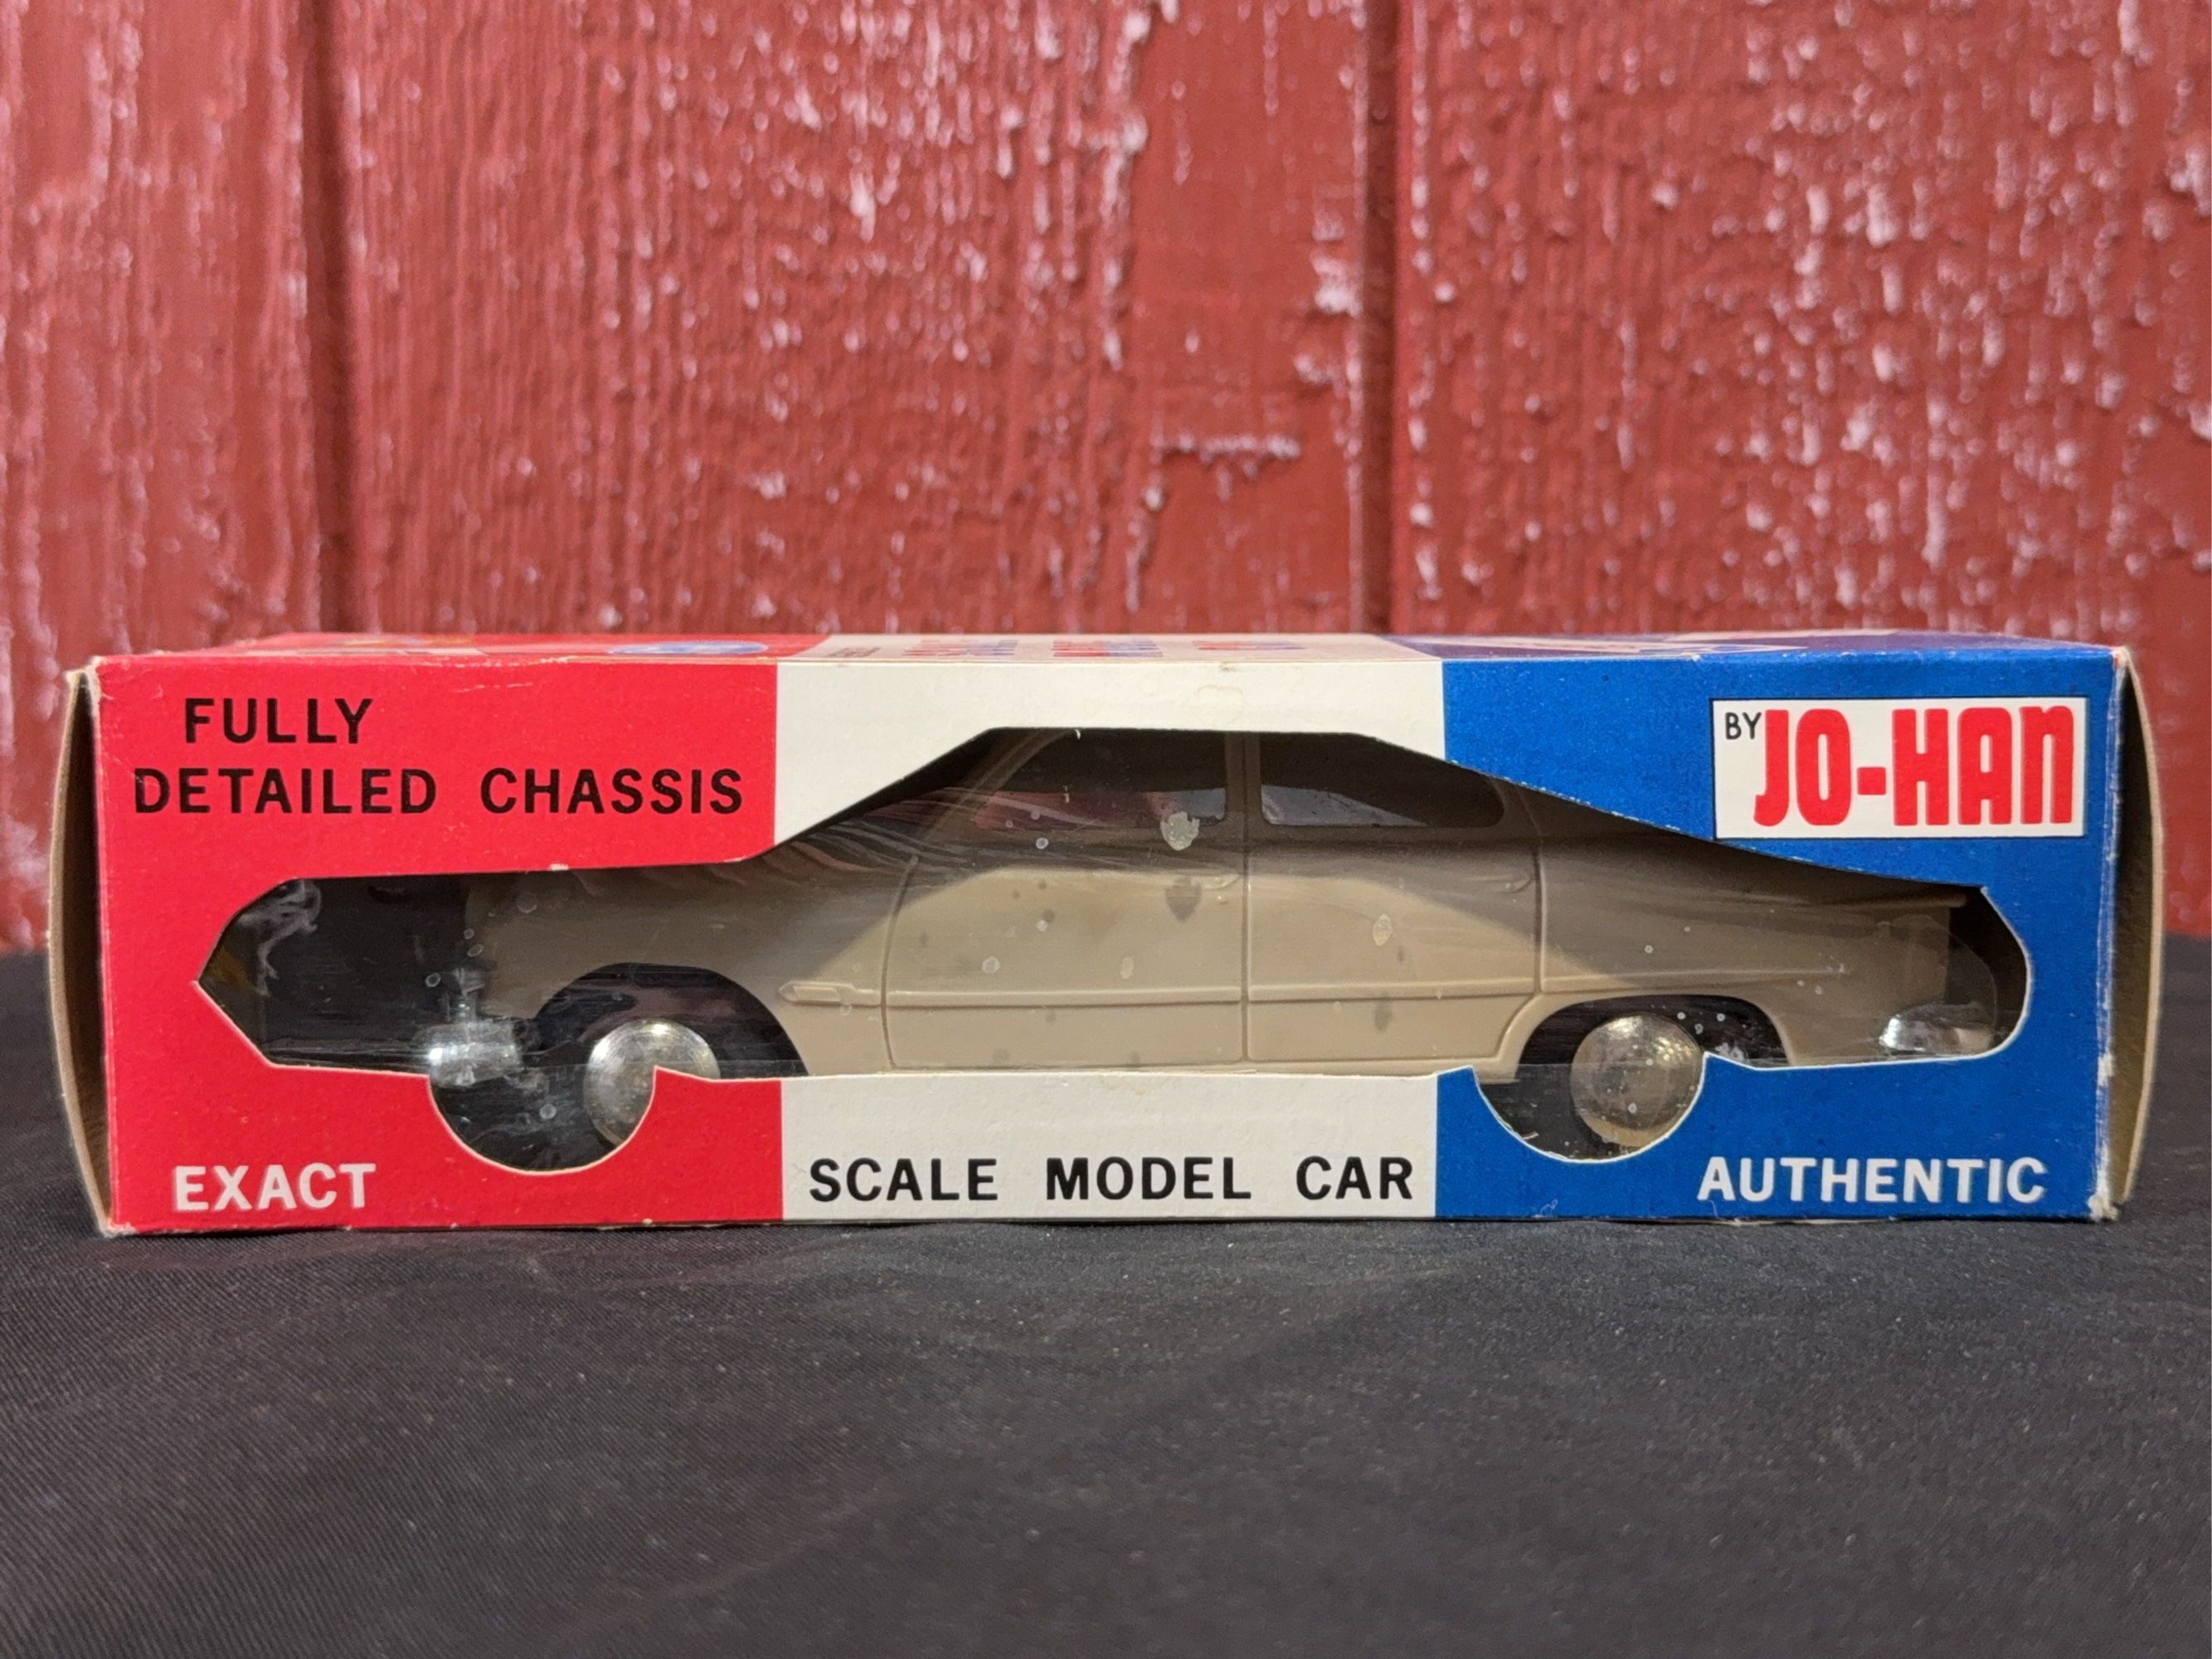 FULLY
DETAILED CHASSIS
BY JO-HAN
EXACT
SCALE MODEL CAR
AUTHENTIC